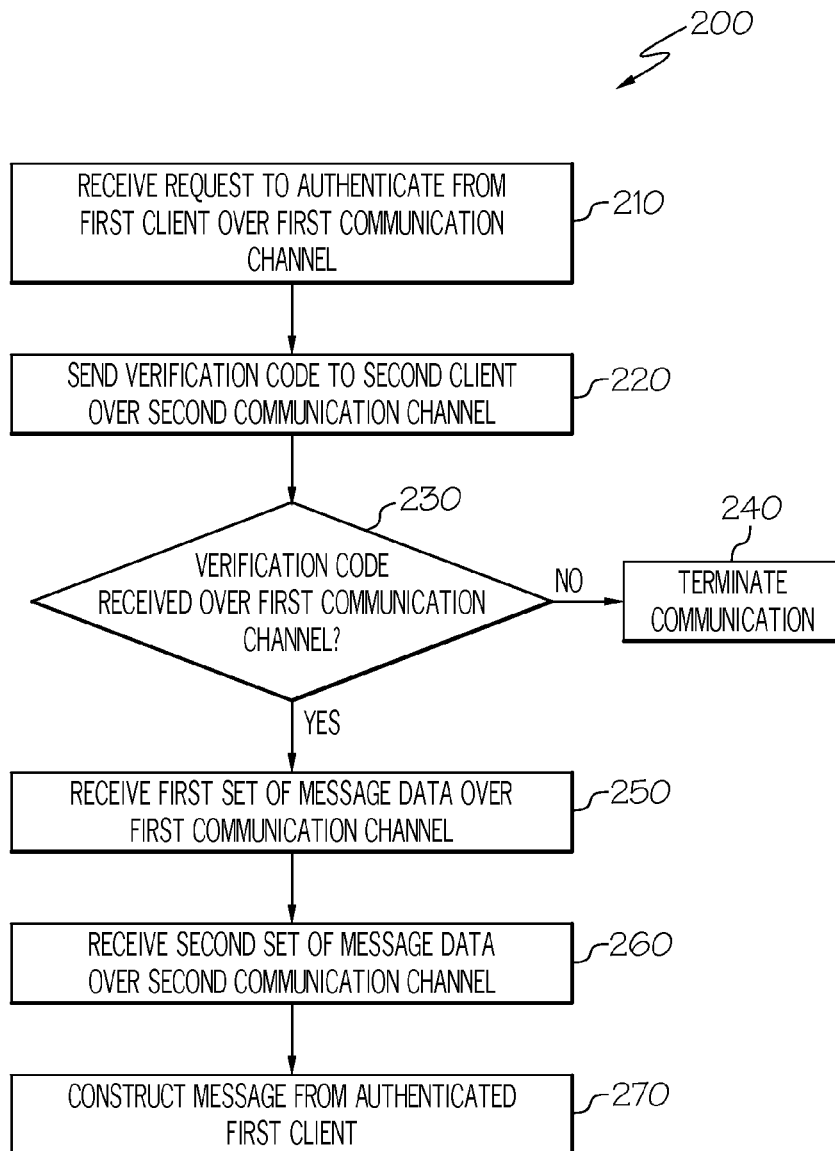 200
RECEIVE REQUEST TO AUTHENTICATE FROM
FIRST CLIENT OVER FIRST COMMUNICATION
CHANNEL
210
SEND VERIFICATION CODE TO SECOND CLIENT
OVER SECOND COMMUNICATION CHANNEL
220
230
VERIFICATION CODE
RECEIVED OVER FIRST COMMUNICATION
CHANNEL?
NO
240
TERMINATE
COMMUNICATION
YES
RECEIVE FIRST SET OF MESSAGE DATA OVER
FIRST COMMUNICATION CHANNEL
250
RECEIVE SECOND SET OF MESSAGE DATA
OVER SECOND COMMUNICATION CHANNEL
260
CONSTRUCT MESSAGE FROM AUTHENTICATED
FIRST CLIENT
270